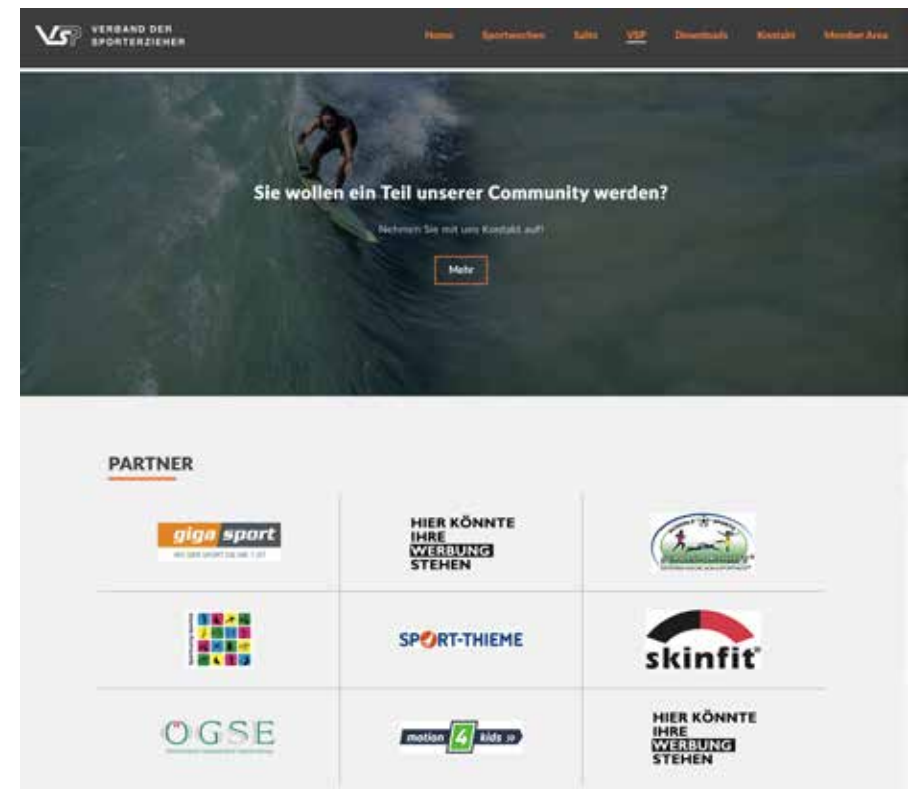 VSP VERBAND DER
SPORTERZIEHER
Home Sportwochen VSP Downloads Kontakt Member Area
Sie wollen ein Teil unserer Community werden?
Nehmen Sie mit uns Kontakt auf!
Mehr
PARTNER
giga sport
HIER KÖNNTE
IHRE
WERBUNG
STEHEN
SPORT-THIEME
skinfit
ÖGSE
motion 4 kids
HIER KÖNNTE
IHRE
WERBUNG
STEHEN